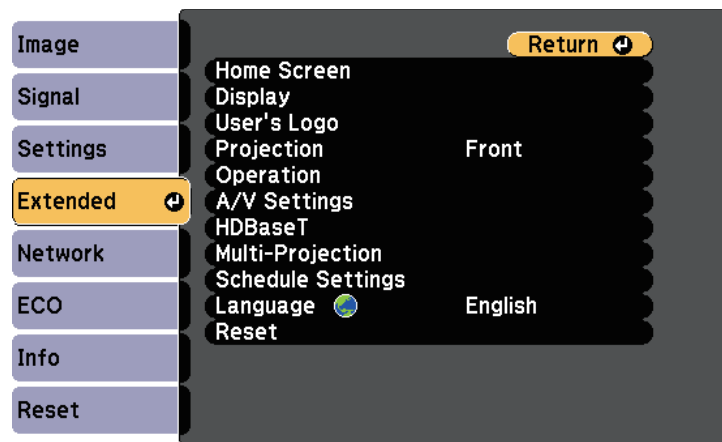 Image
Signal
Settings
Extended
Network
ECO
Info
Reset
Return
Home Screen
Display
User's Logo
Projection Front
Operation
A/V Settings
HDBaseT
Multi-Projection
Schedule Settings
Language English
Reset